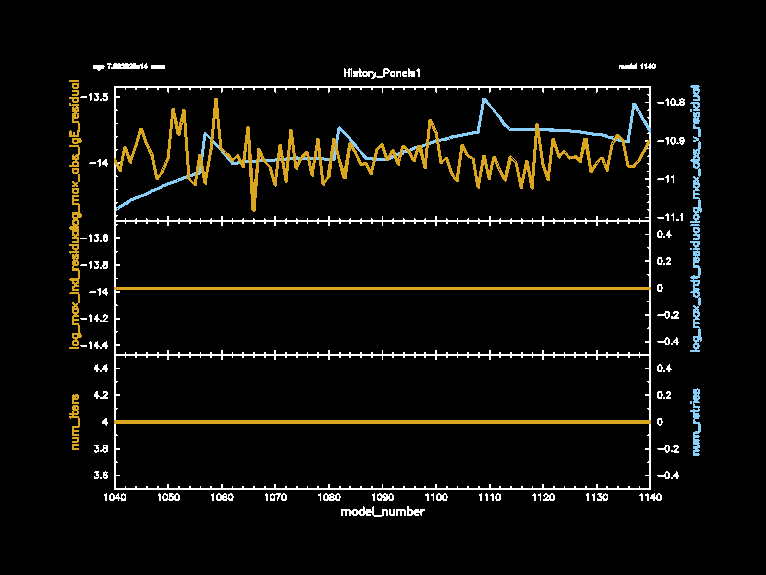 model 1140
History_Panels1
log_max_abs_lgE_residual
−13.5
−14
−10.8
−10.9
−11
−11.1
log_max_abs_v_residual
log_max_lnd_residual
−13.6
−13.8
−14
−14.2
−14.4
0.4
0.2
0
−0.2
−0.4
log_max_drdt_residual
num_iters
4.4
4.2
4
3.8
3.6
0.4
0.2
0
−0.2
−0.4
num_retries
1040 1050 1060 1070 1080 1090 1100 1110 1120 1130 1140
model_number